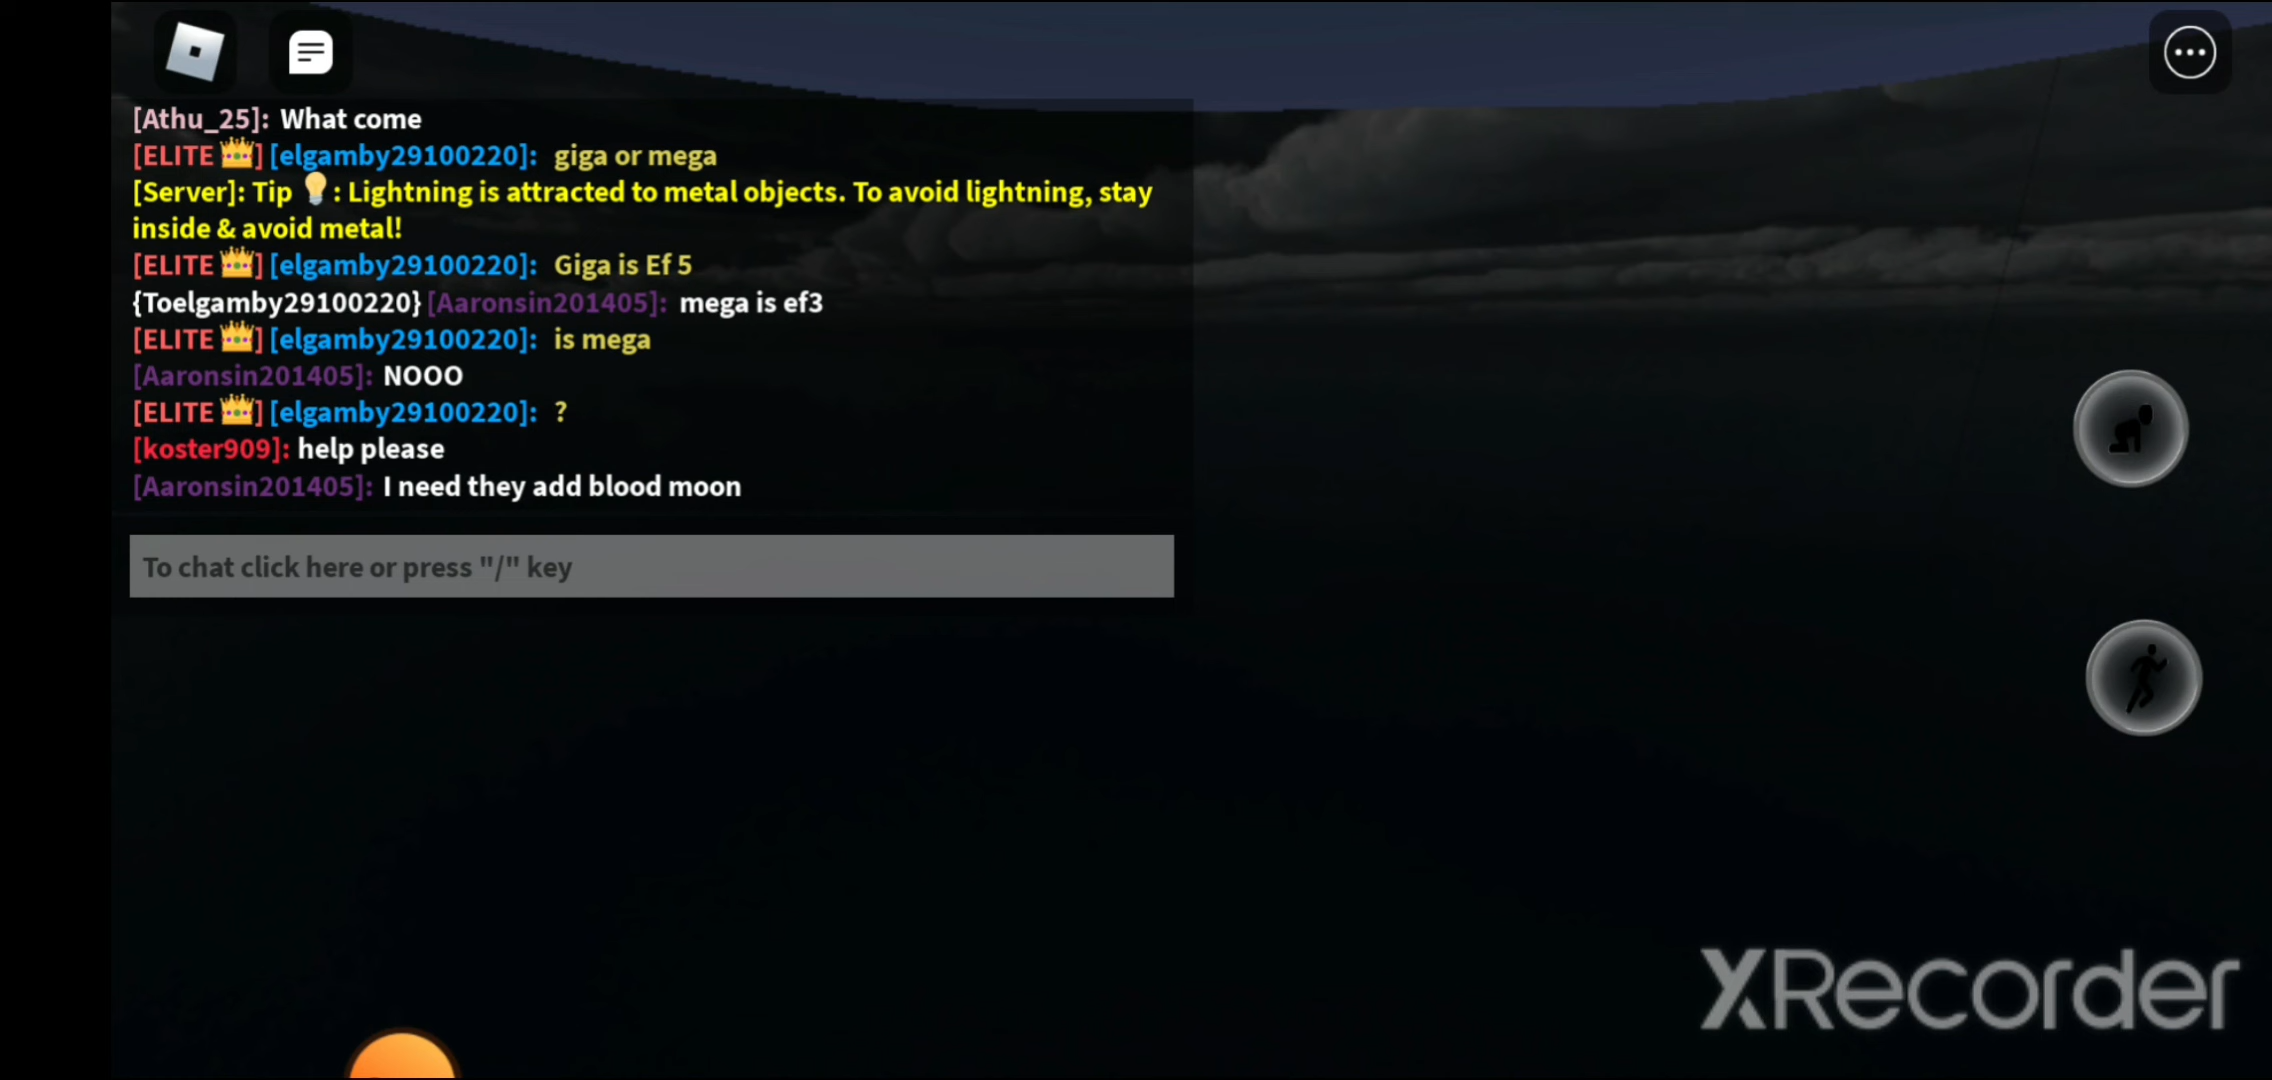 [Athu_25]: What come
[ELITE 👑] [elgamby29100220]: giga or mega
[Server]: Tip 💡: Lightning is attracted to metal objects. To avoid lightning, stay
inside & avoid metal!
[ELITE 👑] [elgamby29100220]: Giga is Ef 5
{Toelgamby29100220} [Aaronsin201405]: mega is ef3
[ELITE 👑] [elgamby29100220]: is mega
[Aaronsin201405]: NOOO
[ELITE 👑] [elgamby29100220]: ?
[koster909]: help please
[Aaronsin201405]: I need they add blood moon
To chat click here or press "/" key
XRecorder